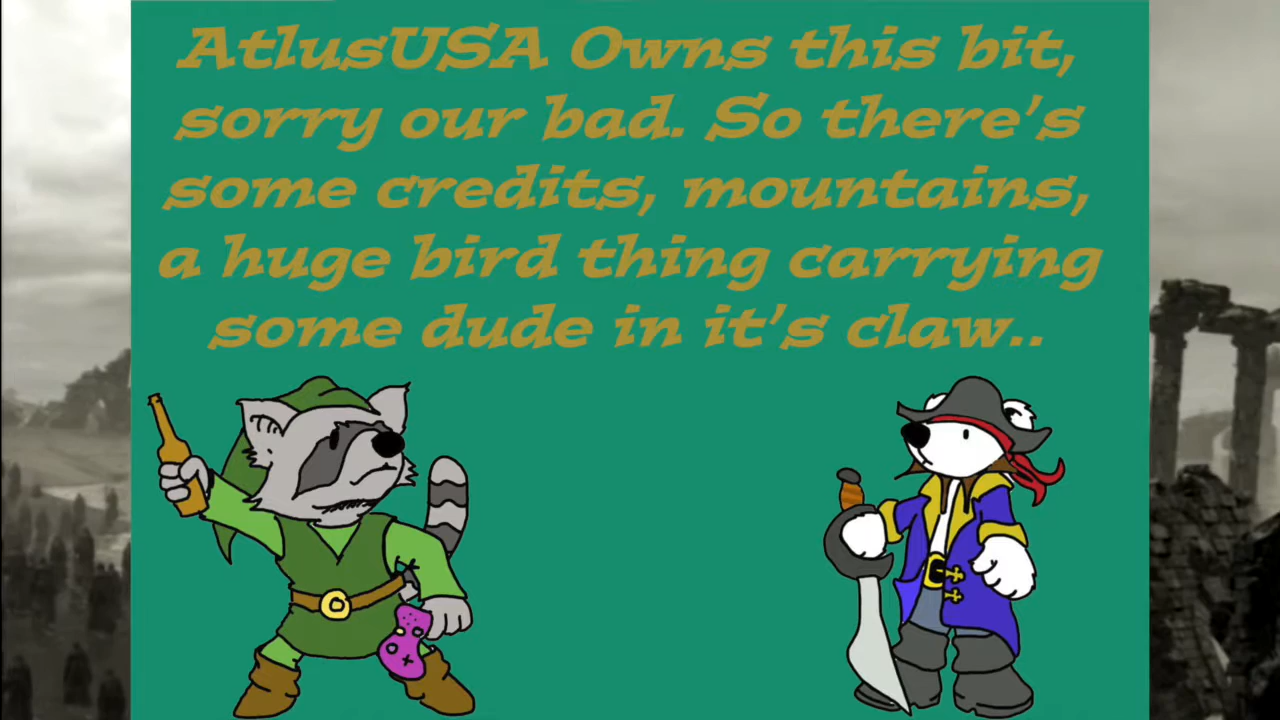 AtlusUSA Owns this bit,
sorry our bad. So there's
some credits, mountains,
a huge bird thing carrying
some dude in it's claw..